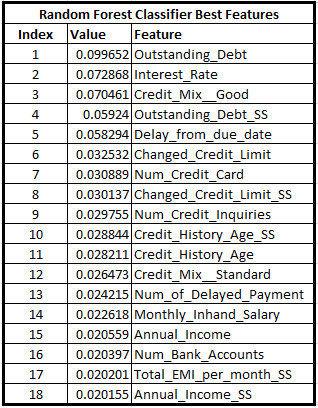 Random Forest Classifier Best Features
Index Value Feature
1 0.099652 Outstanding_Debt
2 0.072868 Interest_Rate
3 0.070461 Credit_Mix__Good
4 0.05924 Outstanding_Debt_SS
5 0.058294 Delay_from_due_date
6 0.032532 Changed_Credit_Limit
7 0.030889 Num_Credit_Card
8 0.030137 Changed_Credit_Limit_SS
9 0.029755 Num_Credit_Inquiries
10 0.028844 Credit_History_Age_SS
11 0.028211 Credit_History_Age
12 0.026473 Credit_Mix__Standard
13 0.024215 Num_of_Delayed_Payment
14 0.022618 Monthly_Inhand_Salary
15 0.020559 Annual_Income
16 0.020397 Num_Bank_Accounts
17 0.020201 Total_EMI_per_month_SS
18 0.020155 Annual_Income_SS